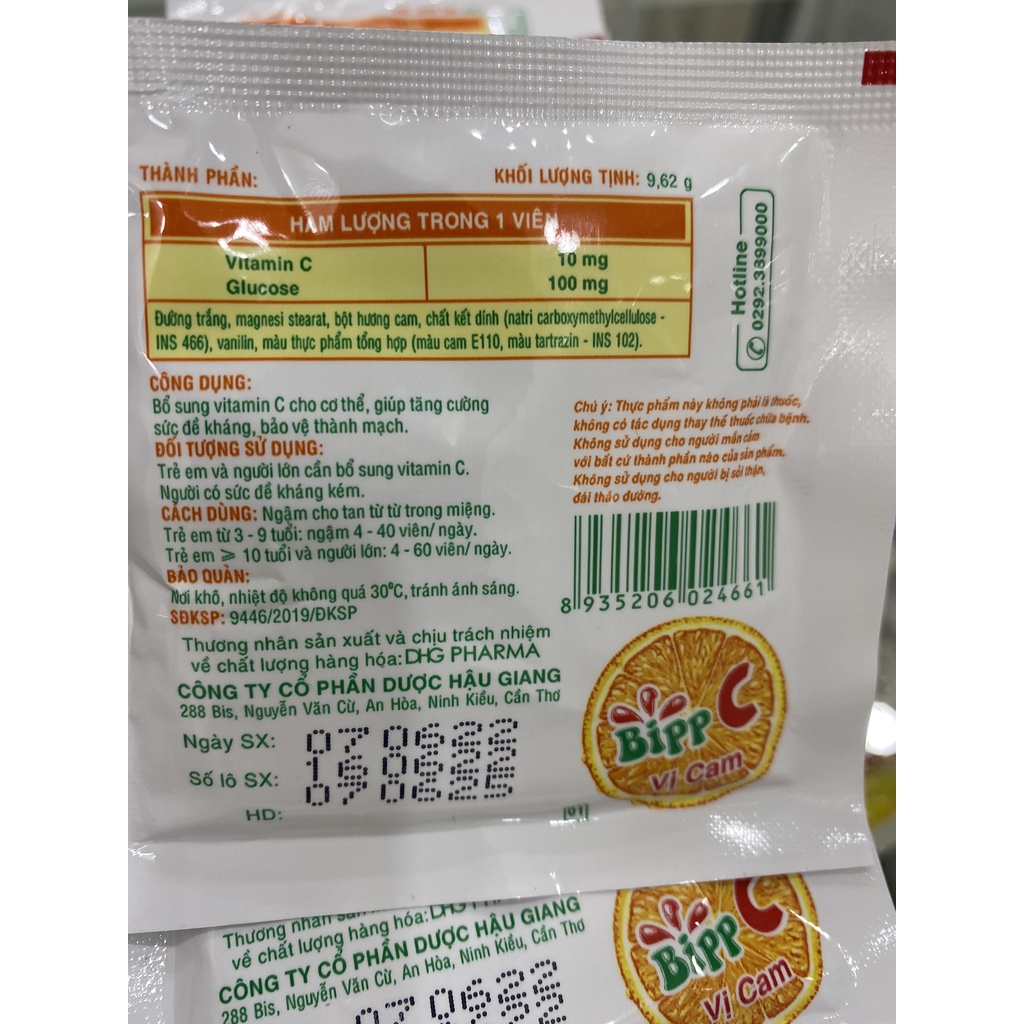 THÀNH PHẦN:
KHỐI LƯỢNG TỊNH: 9,62 g
HÀM LƯỢNG TRONG 1 VIÊN
Vitamin C 10 mg
Glucose 100 mg
Đường trắng, magnesi stearat, bột hương cam, chất kết dính (natri carboxymethylcellulose -
INS 466), vanilin, màu thực phẩm tổng hợp (màu cam E110, màu tartrazin - INS 102).
Hotline
0292.3899000
CÔNG DỤNG:
Bổ sung vitamin C cho cơ thể, giúp tăng cường
sức đề kháng, bảo vệ thành mạch.
ĐỐI TƯỢNG SỬ DỤNG:
Trẻ em và người lớn cần bổ sung vitamin C.
Người có sức đề kháng kém.
CÁCH DÙNG: Ngậm cho tan từ từ trong miệng.
Trẻ em từ 3 - 9 tuổi: ngậm 4 - 40 viên/ ngày.
Trẻ em ⩾ 10 tuổi và người lớn: 4 - 60 viên/ ngày.
BẢO QUẢN:
Nơi khô, nhiệt độ không quá 30°C, tránh ánh sáng.
SĐKSP: 9446/2019/ĐKSP
Chú ý: Thực phẩm này không phải là thuốc,
không có tác dụng thay thế thuốc chữa bệnh.
Không sử dụng cho người mẫn cảm
với bất cứ thành phần nào của sản phẩm.
Không sử dụng cho người bị sỏi thận,
đái tháo đường.
8 935206 024661
Thương nhân sản xuất và chịu trách nhiệm
về chất lượng hàng hóa: DHG PHARMA
CÔNG TY CỔ PHẦN DƯỢC HẬU GIANG
288 Bis, Nguyễn Văn Cừ, An Hòa, Ninh Kiều, Cần Thơ
Ngày SX: 070622
Số lô SX:
HD:
[01]
Bipp C
Vị Cam
Thương nhân
về chất lượng hàng hóa: DHG
CÔNG TY CỔ PHẦN DƯỢC HẬU GIANG
288 Bis, Nguyễn Văn Cừ, An Hòa, Ninh Kiều, Cần Thơ
070622
Bipp C
Vị Cam